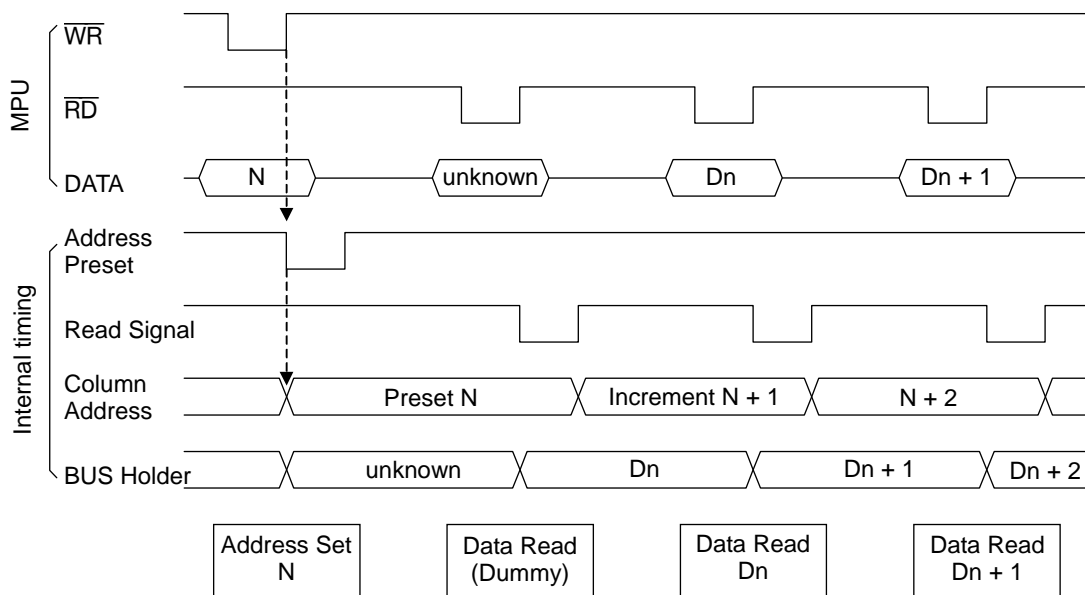 MPU
WR
RD
DATA
N
unknown
Dn
Dn + 1
Internal timing
Address
Preset
Read Signal
Column
Address
Preset N
Increment N + 1
N + 2
BUS Holder
unknown
Dn
Dn + 1
Dn + 2
Address Set
N
Data Read
(Dummy)
Data Read
Dn
Data Read
Dn + 1